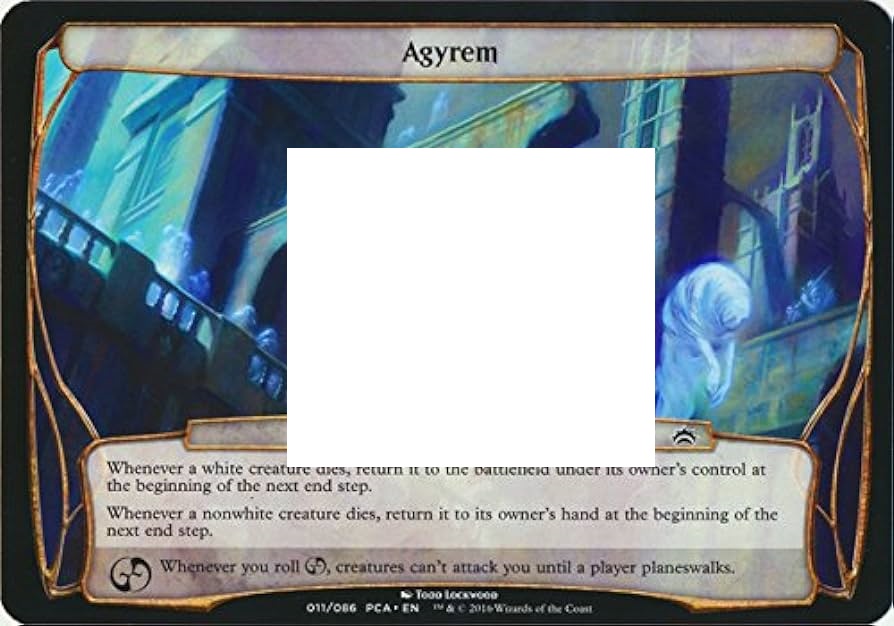 Agyrem
Whenever a white creature dies, return it to the battlefield under its owner's control at
the beginning of the next end step.
Whenever a nonwhite creature dies, return it to its owner's hand at the beginning of the
next end step.
Whenever you roll , creatures can't attack you until a player planeswalks.
Todd Lockwood
011/086 PCA • EN ™ & © 2016 Wizards of the Coast